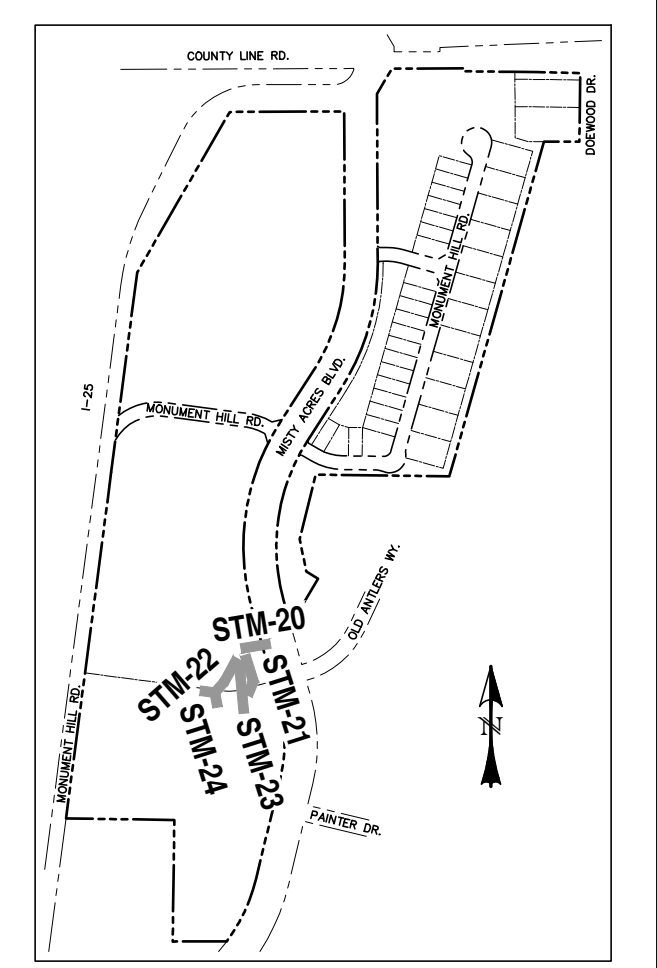 COUNTY LINE RD.
DOEWOOD DR.
MONUMENT HILL RD.
I-25
MISTY ACRES BLVD.
MONUMENT HILL RD.
OLD ANTLERS WY.
STM-20
STM-22
STM-21
STM-24
STM-23
MONUMENT HILL RD.
N
PAINTER DR.